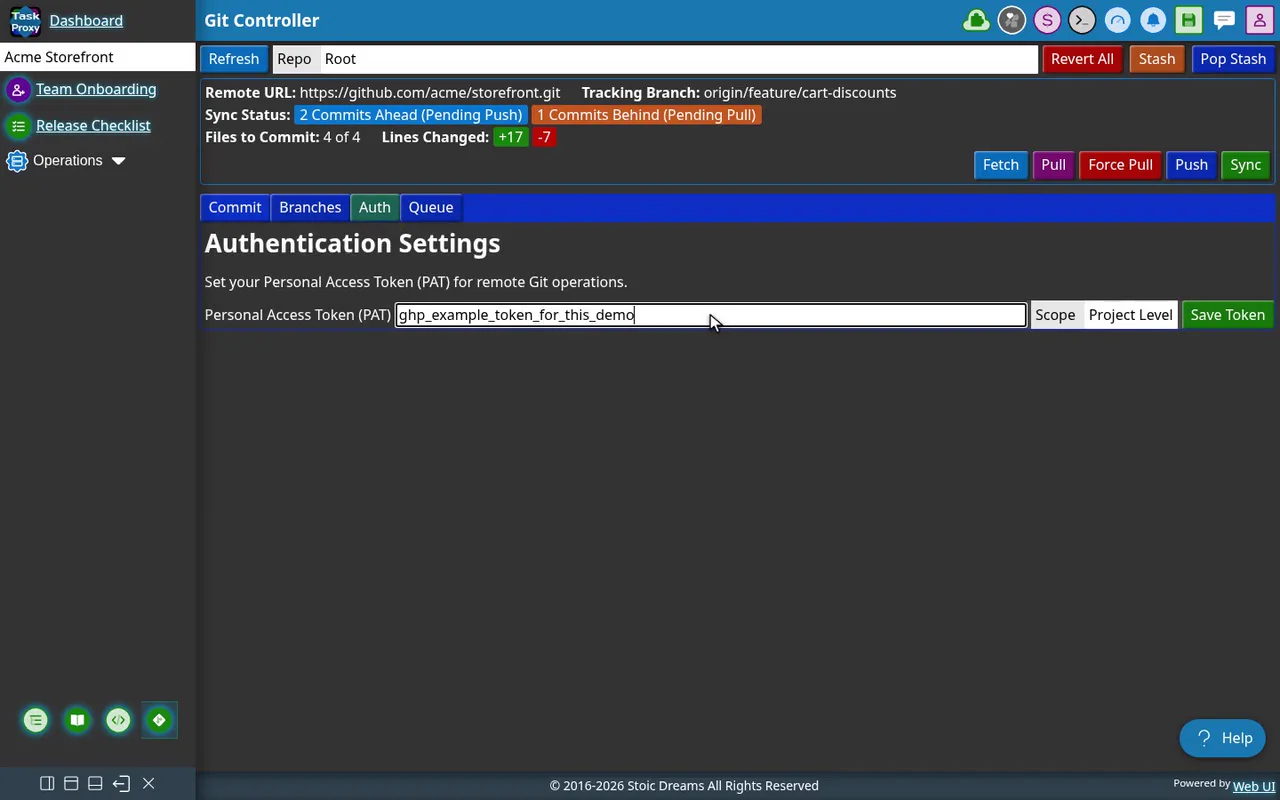 Task Proxy Dashboard
Git Controller
S
Acme Storefront
Team Onboarding
Release Checklist
Operations
Refresh Repo Root Revert All Stash Pop Stash
Remote URL: https://github.com/acme/storefront.git Tracking Branch: origin/feature/cart-discounts
Sync Status: 2 Commits Ahead (Pending Push) 1 Commits Behind (Pending Pull)
Files to Commit: 4 of 4 Lines Changed: +17 -7
Fetch Pull Force Pull Push Sync
Commit Branches Auth Queue
Authentication Settings
Set your Personal Access Token (PAT) for remote Git operations.
Personal Access Token (PAT) ghp_example_token_for_this_demo Scope Project Level Save Token
? Help
© 2016-2026 Stoic Dreams All Rights Reserved
Powered by Web UI